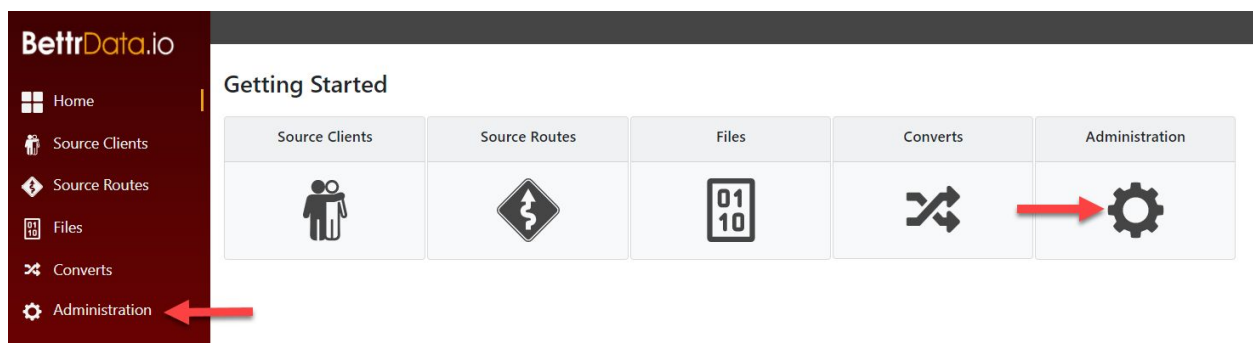 BettrData.io
Home
Source Clients
Source Routes
Files
Converts
Administration
Getting Started
Source Clients
Source Routes
Files
Converts
Administration
01
10